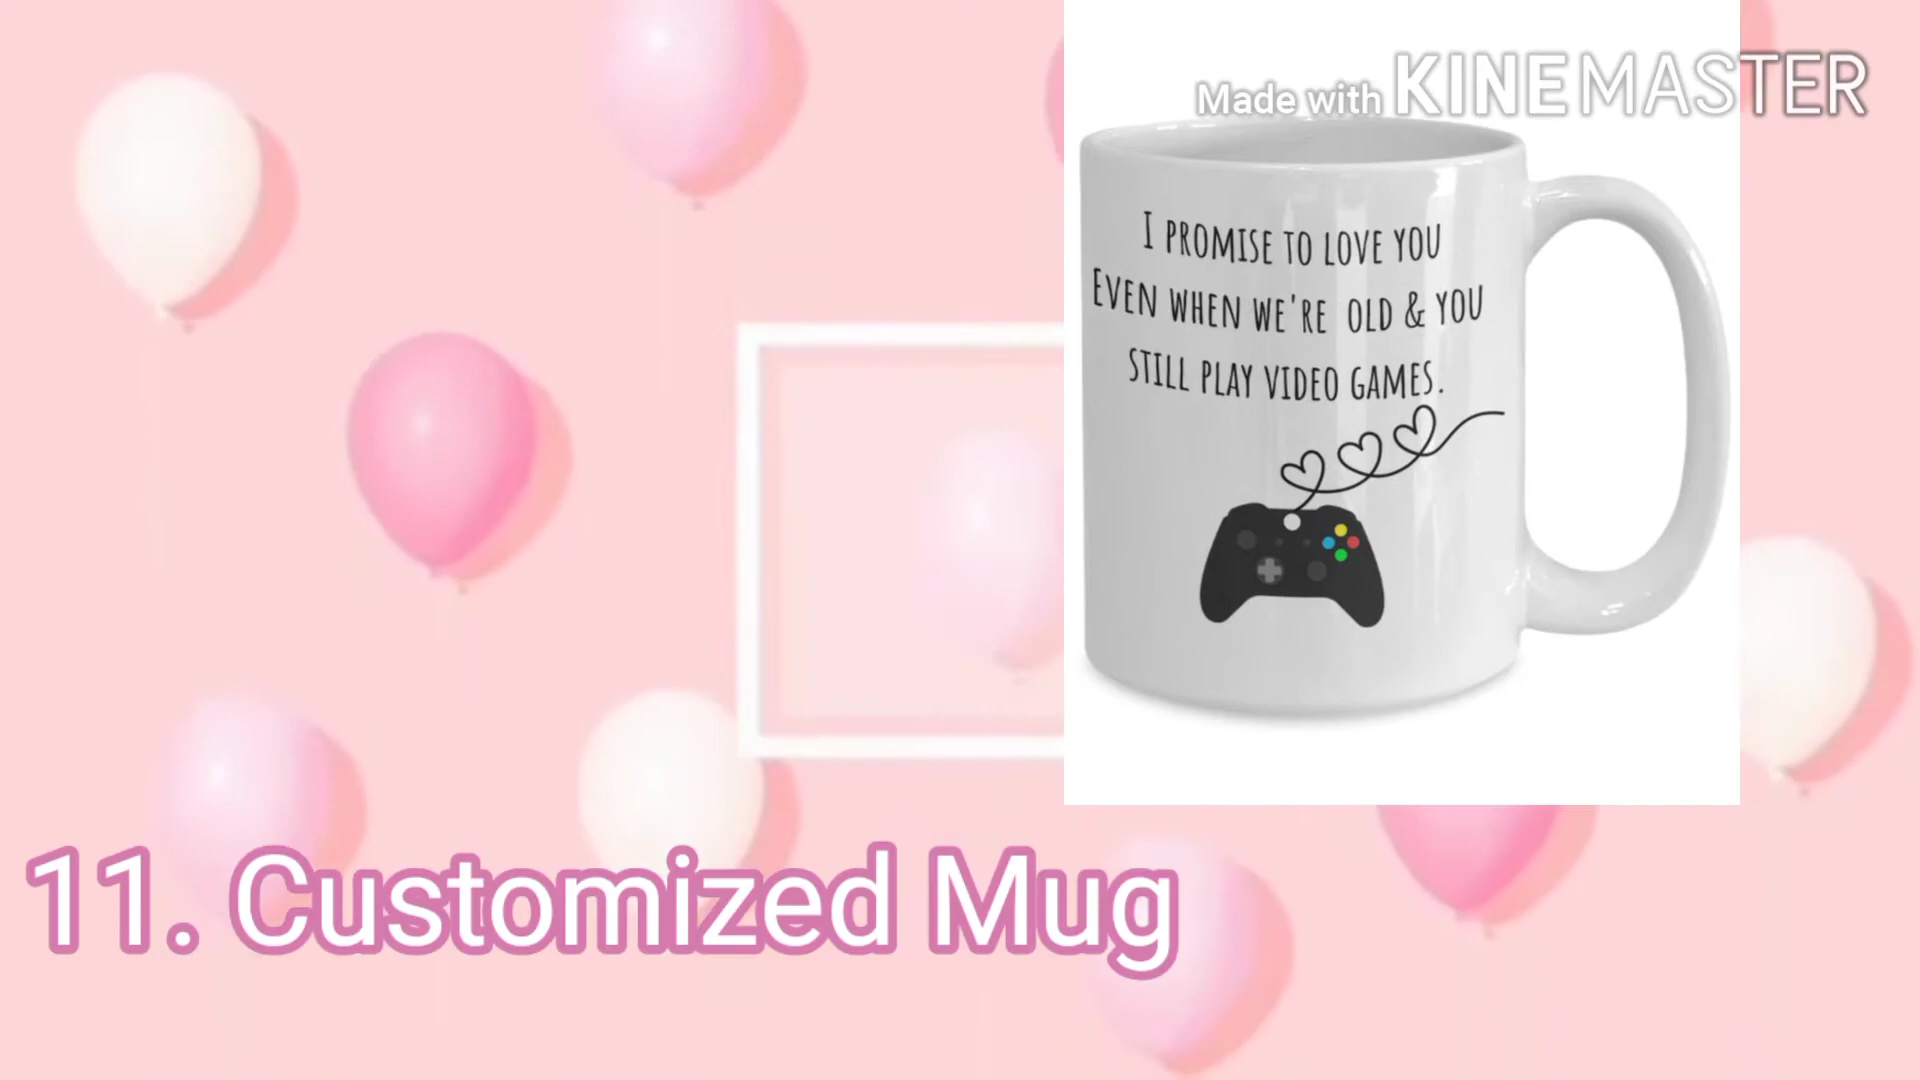 Made with KINEMASTER
I PROMISE TO LOVE YOU
EVEN WHEN WE'RE OLD & YOU
STILL PLAY VIDEO GAMES.
11. Customized Mug